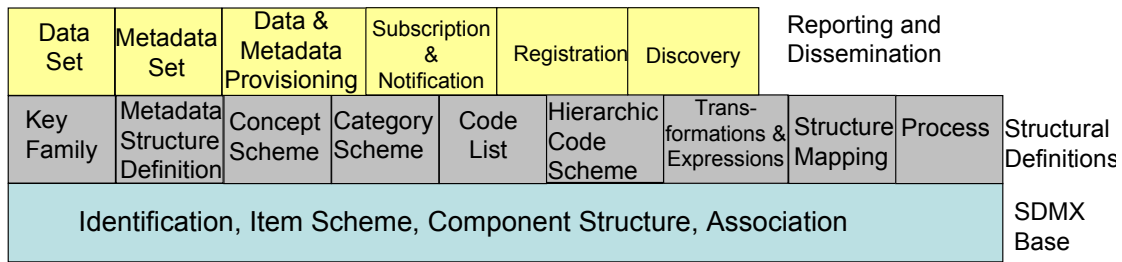 Data
Set
Metadata
Set
Data &
Metadata
Provisioning
Subscription
&
Notification
Registration
Discovery
Reporting and
Dissemination
Key
Family
Metadata
Structure
Definition
Concept
Scheme
Category
Scheme
Code
List
Hierarchic
Code
Scheme
Trans-
formations &
Expressions
Structure
Mapping
Process
Structural
Definitions
Identification, Item Scheme, Component Structure, Association
SDMX
Base